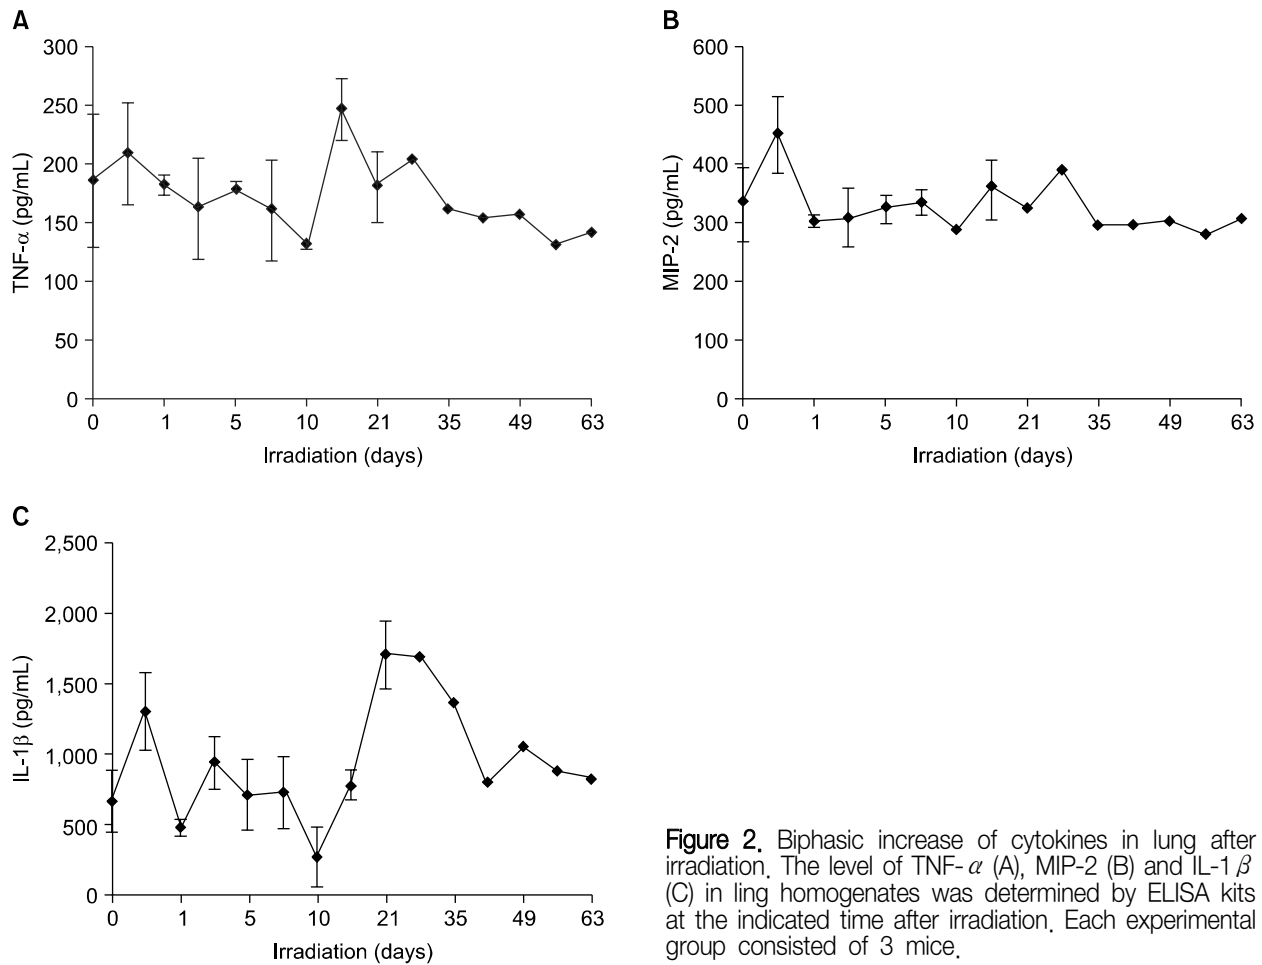 A
300
250
200
150
100
50
0
TNF-α (pg/mL)
0 1 5 10 21 35 49 63
Irradiation (days)
B
600
500
400
300
200
100
0
MIP-2 (pg/mL)
0 1 5 10 21 35 49 63
Irradiation (days)
C
2,500
2,000
1,500
1,000
500
0
IL-1β (pg/mL)
0 1 5 10 21 35 49 63
Irradiation (days)
Figure 2. Biphasic increase of cytokines in lung after
irradiation. The level of TNF-α (A), MIP-2 (B) and IL-1β
(C) in ling homogenates was determined by ELISA kits
at the indicated time after irradiation. Each experimental
group consisted of 3 mice.